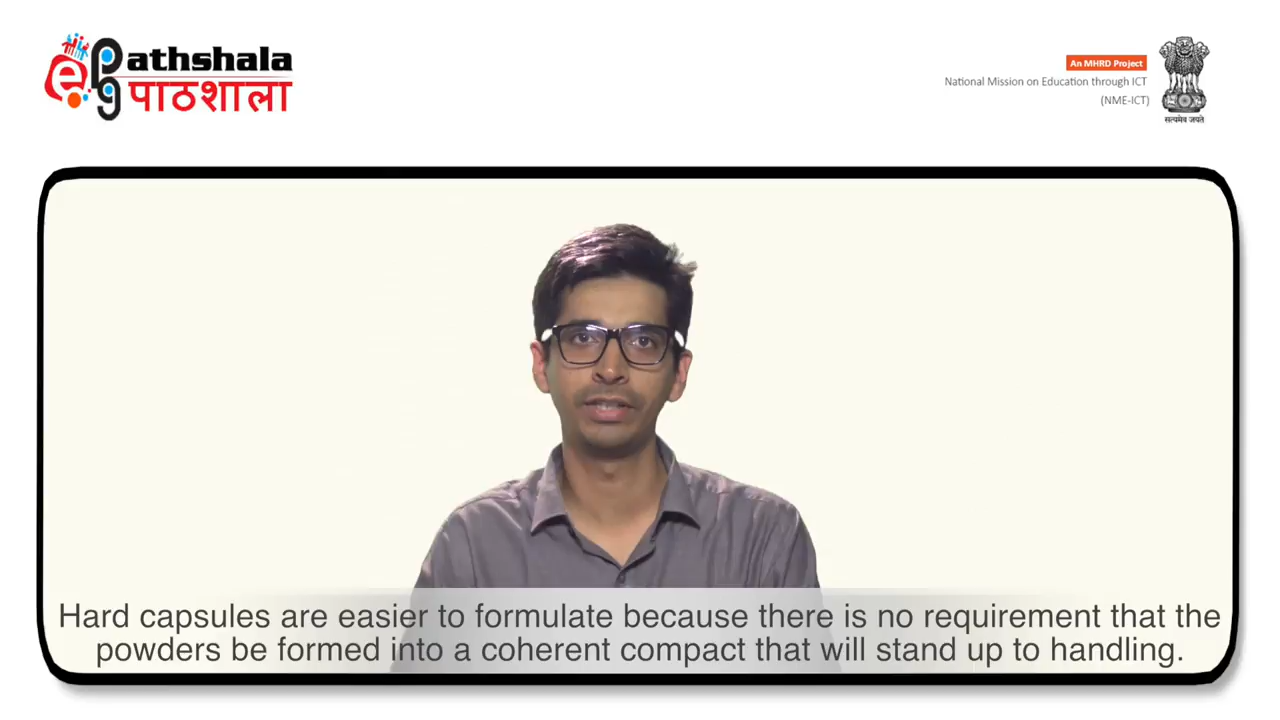 e pg athshala
पाठशाला
An MHRD Project
National Mission on Education through ICT
(NME-ICT)
सत्यमेव जयते
Hard capsules are easier to formulate because there is no requirement that the
powders be formed into a coherent compact that will stand up to handling.